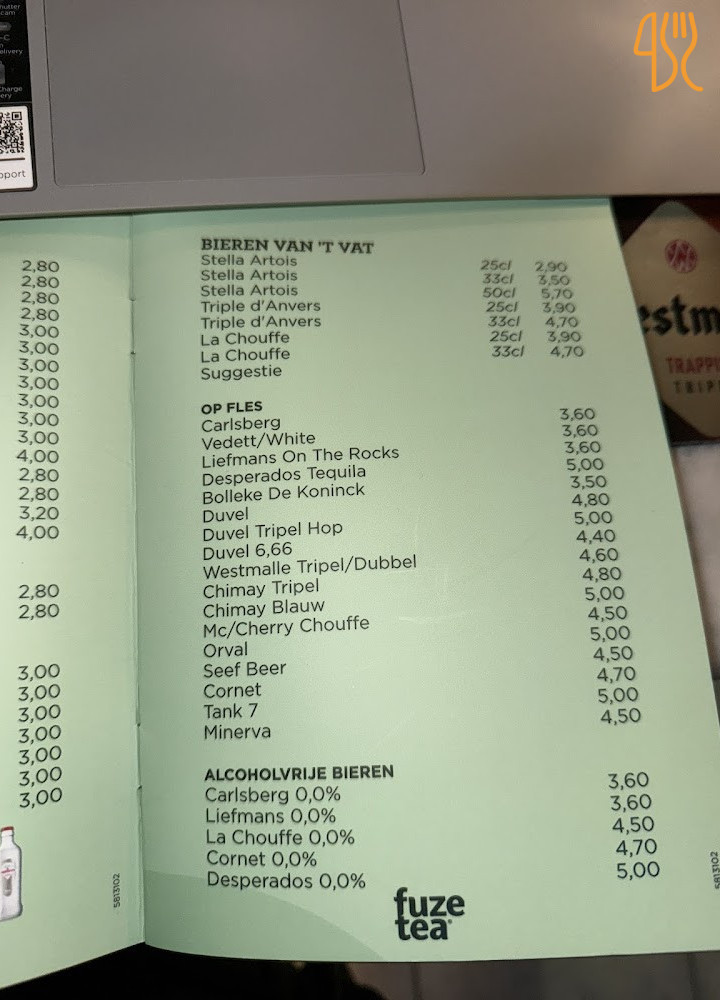 hutter
cam
-C
n
elivery
Charge
ery
pport
2,80
2,80
2,80
2,80
3,00
3,00
3,00
3,00
3,00
3,00
3,00
4,00
2,80
2,80
3,20
4,00
2,80
2,80
3,00
3,00
3,00
3,00
3,00
3,00
3,00
5813102
BIEREN VAN 'T VAT
Stella Artois 25cl 2,90
Stella Artois 33cl 3,50
Stella Artois 50cl 5,70
Triple d'Anvers 25cl 3,90
Triple d'Anvers 33cl 4,70
La Chouffe 25cl 3,90
La Chouffe 33cl 4,70
Suggestie
OP FLES
Carlsberg 3,60
Vedett/White 3,60
Liefmans On The Rocks 3,60
Desperados Tequila 5,00
Bolleke De Koninck 3,50
Duvel 4,80
Duvel Tripel Hop 5,00
Duvel 6,66 4,40
Westmalle Tripel/Dubbel 4,60
Chimay Tripel 4,80
Chimay Blauw 5,00
Mc/Cherry Chouffe 4,50
Orval 5,00
Seef Beer 4,50
Cornet 4,70
Tank 7 5,00
Minerva 4,50
ALCOHOLVRIJE BIEREN
Carlsberg 0,0% 3,60
Liefmans 0,0% 3,60
La Chouffe 0,0% 4,50
Cornet 0,0% 4,70
Desperados 0,0% 5,00
fuze
tea
5813102
estm
TRAPPI
TRIP